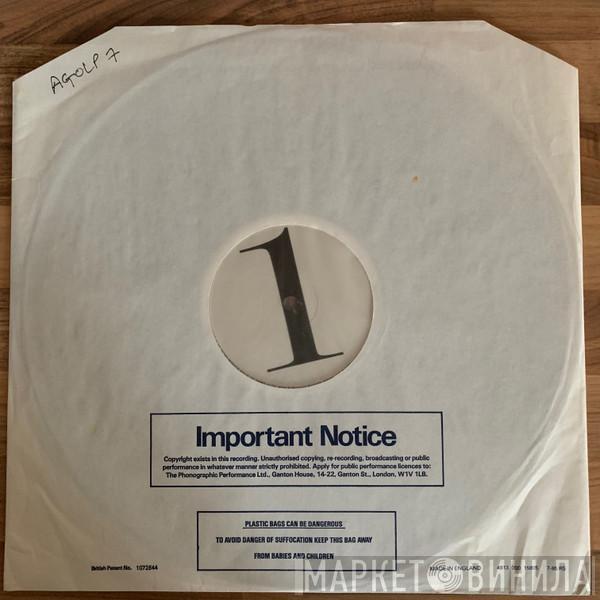 AGOLP 7
1
Important Notice
Copyright exists in this recording. Unauthorised copying, re-recording, broadcasting or public
performance in whatever manner strictly prohibited. Apply for public performance licences to:
The Phonographic Performance Ltd., Ganton House, 14-22, Ganton St., London, W1V 1LB.
PLASTIC BAGS CAN BE DANGEROUS
TO AVOID DANGER OF SUFFOCATION KEEP THIS BAG AWAY
FROM BABIES AND CHILDREN
British Patent No. 1072844
MADE IN ENGLAND
МАРКЕТ ВИНИЛА